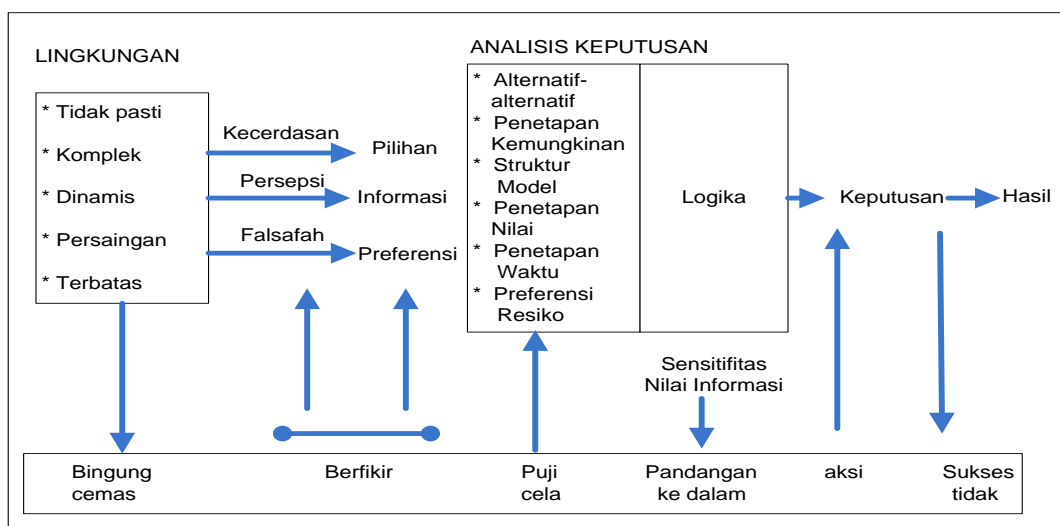 LINGKUNGAN
* Tidak pasti
* Komplek
* Dinamis
* Persaingan
* Terbatas
Kecerdasan
Pilihan
Persepsi
Informasi
Falsafah
Preferensi
ANALISIS KEPUTUSAN
* Alternatif-
alternatif
* Penetapan
Kemungkinan
* Struktur
Model
* Penetapan
Nilai
* Penetapan
Waktu
* Preferensi
Resiko
Logika
Keputusan
Hasil
Sensitifitas
Nilai Informasi
Bingung
cemas
Berfikir
Puji
cela
Pandangan
ke dalam
aksi
Sukses
tidak